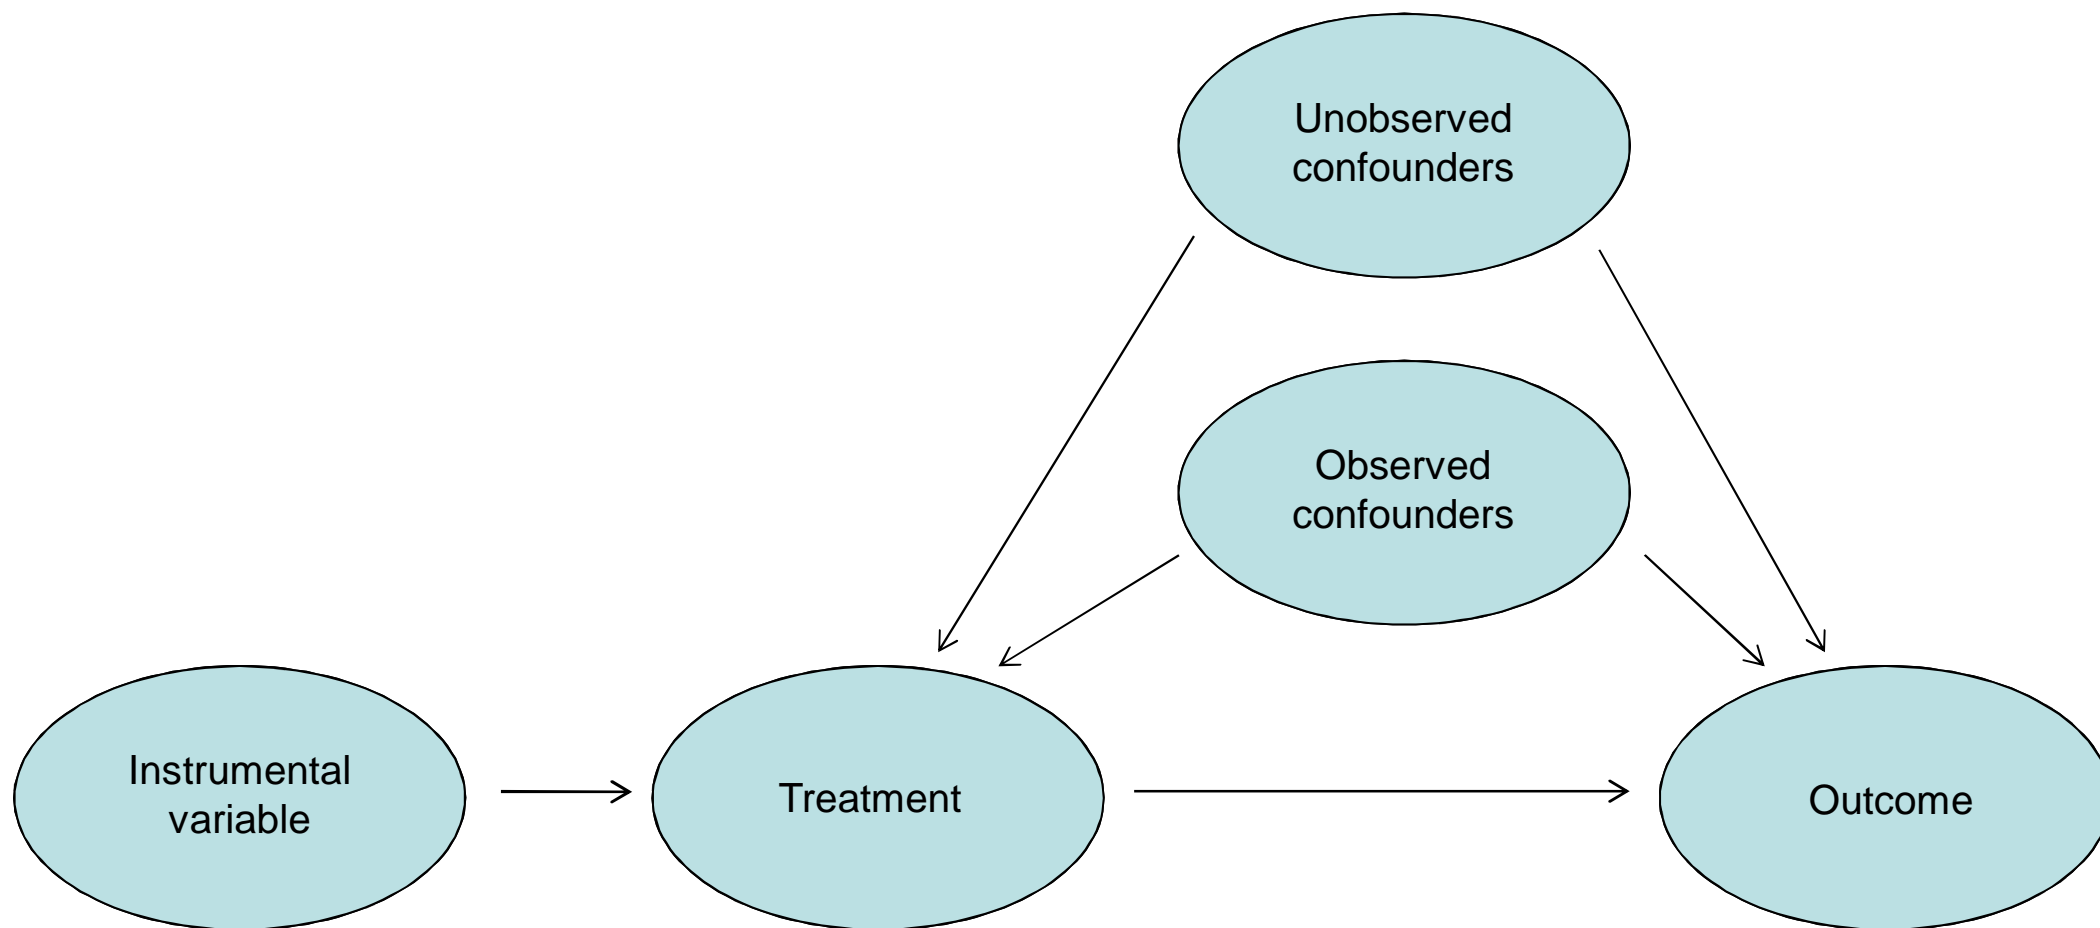 Unobserved
confounders
Observed
confounders
Instrumental
variable
Treatment
Outcome